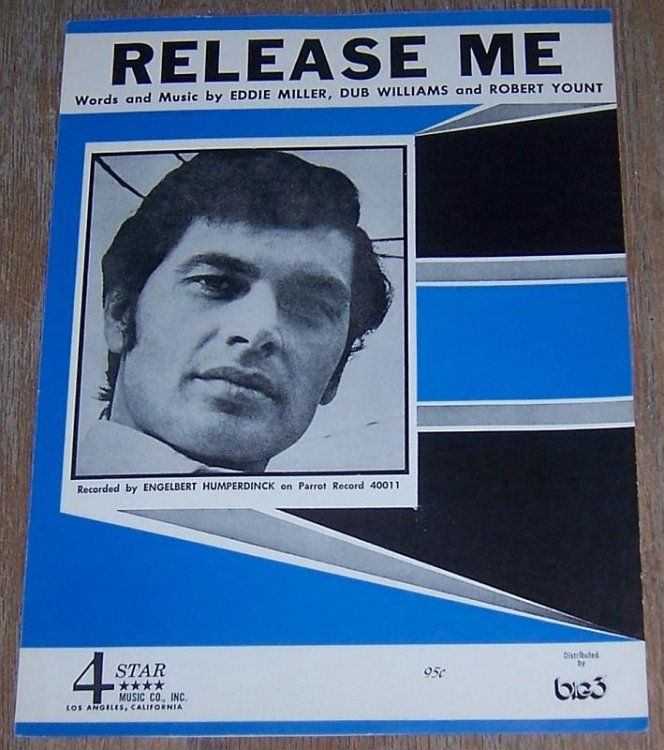 RELEASE ME
Words and Music by EDDIE MILLER, DUB WILLIAMS and ROBERT YOUNT
Recorded by ENGELBERT HUMPERDINCK on Parrot Record 40011
4 STAR
★★★★
MUSIC CO., INC.
LOS ANGELES, CALIFORNIA
95¢
Distributed
by
big3